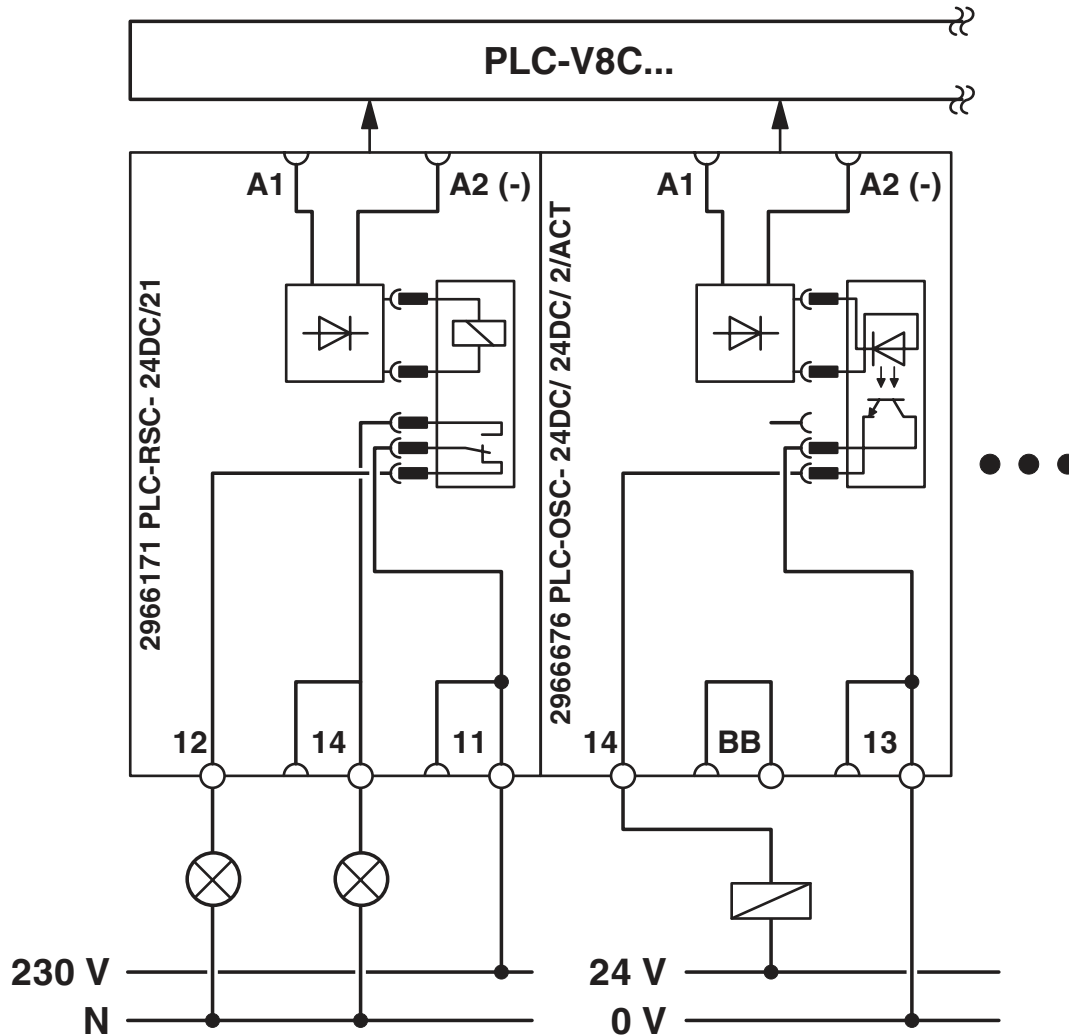 PLC-V8C...
A1
A2 (-)
A1
A2 (-)
2966171 PLC-RSC- 24DC/21
2966676 PLC-OSC- 24DC/ 24DC/ 2/ACT
12
14
11
14
BB
13
230 V
N
24 V
0 V